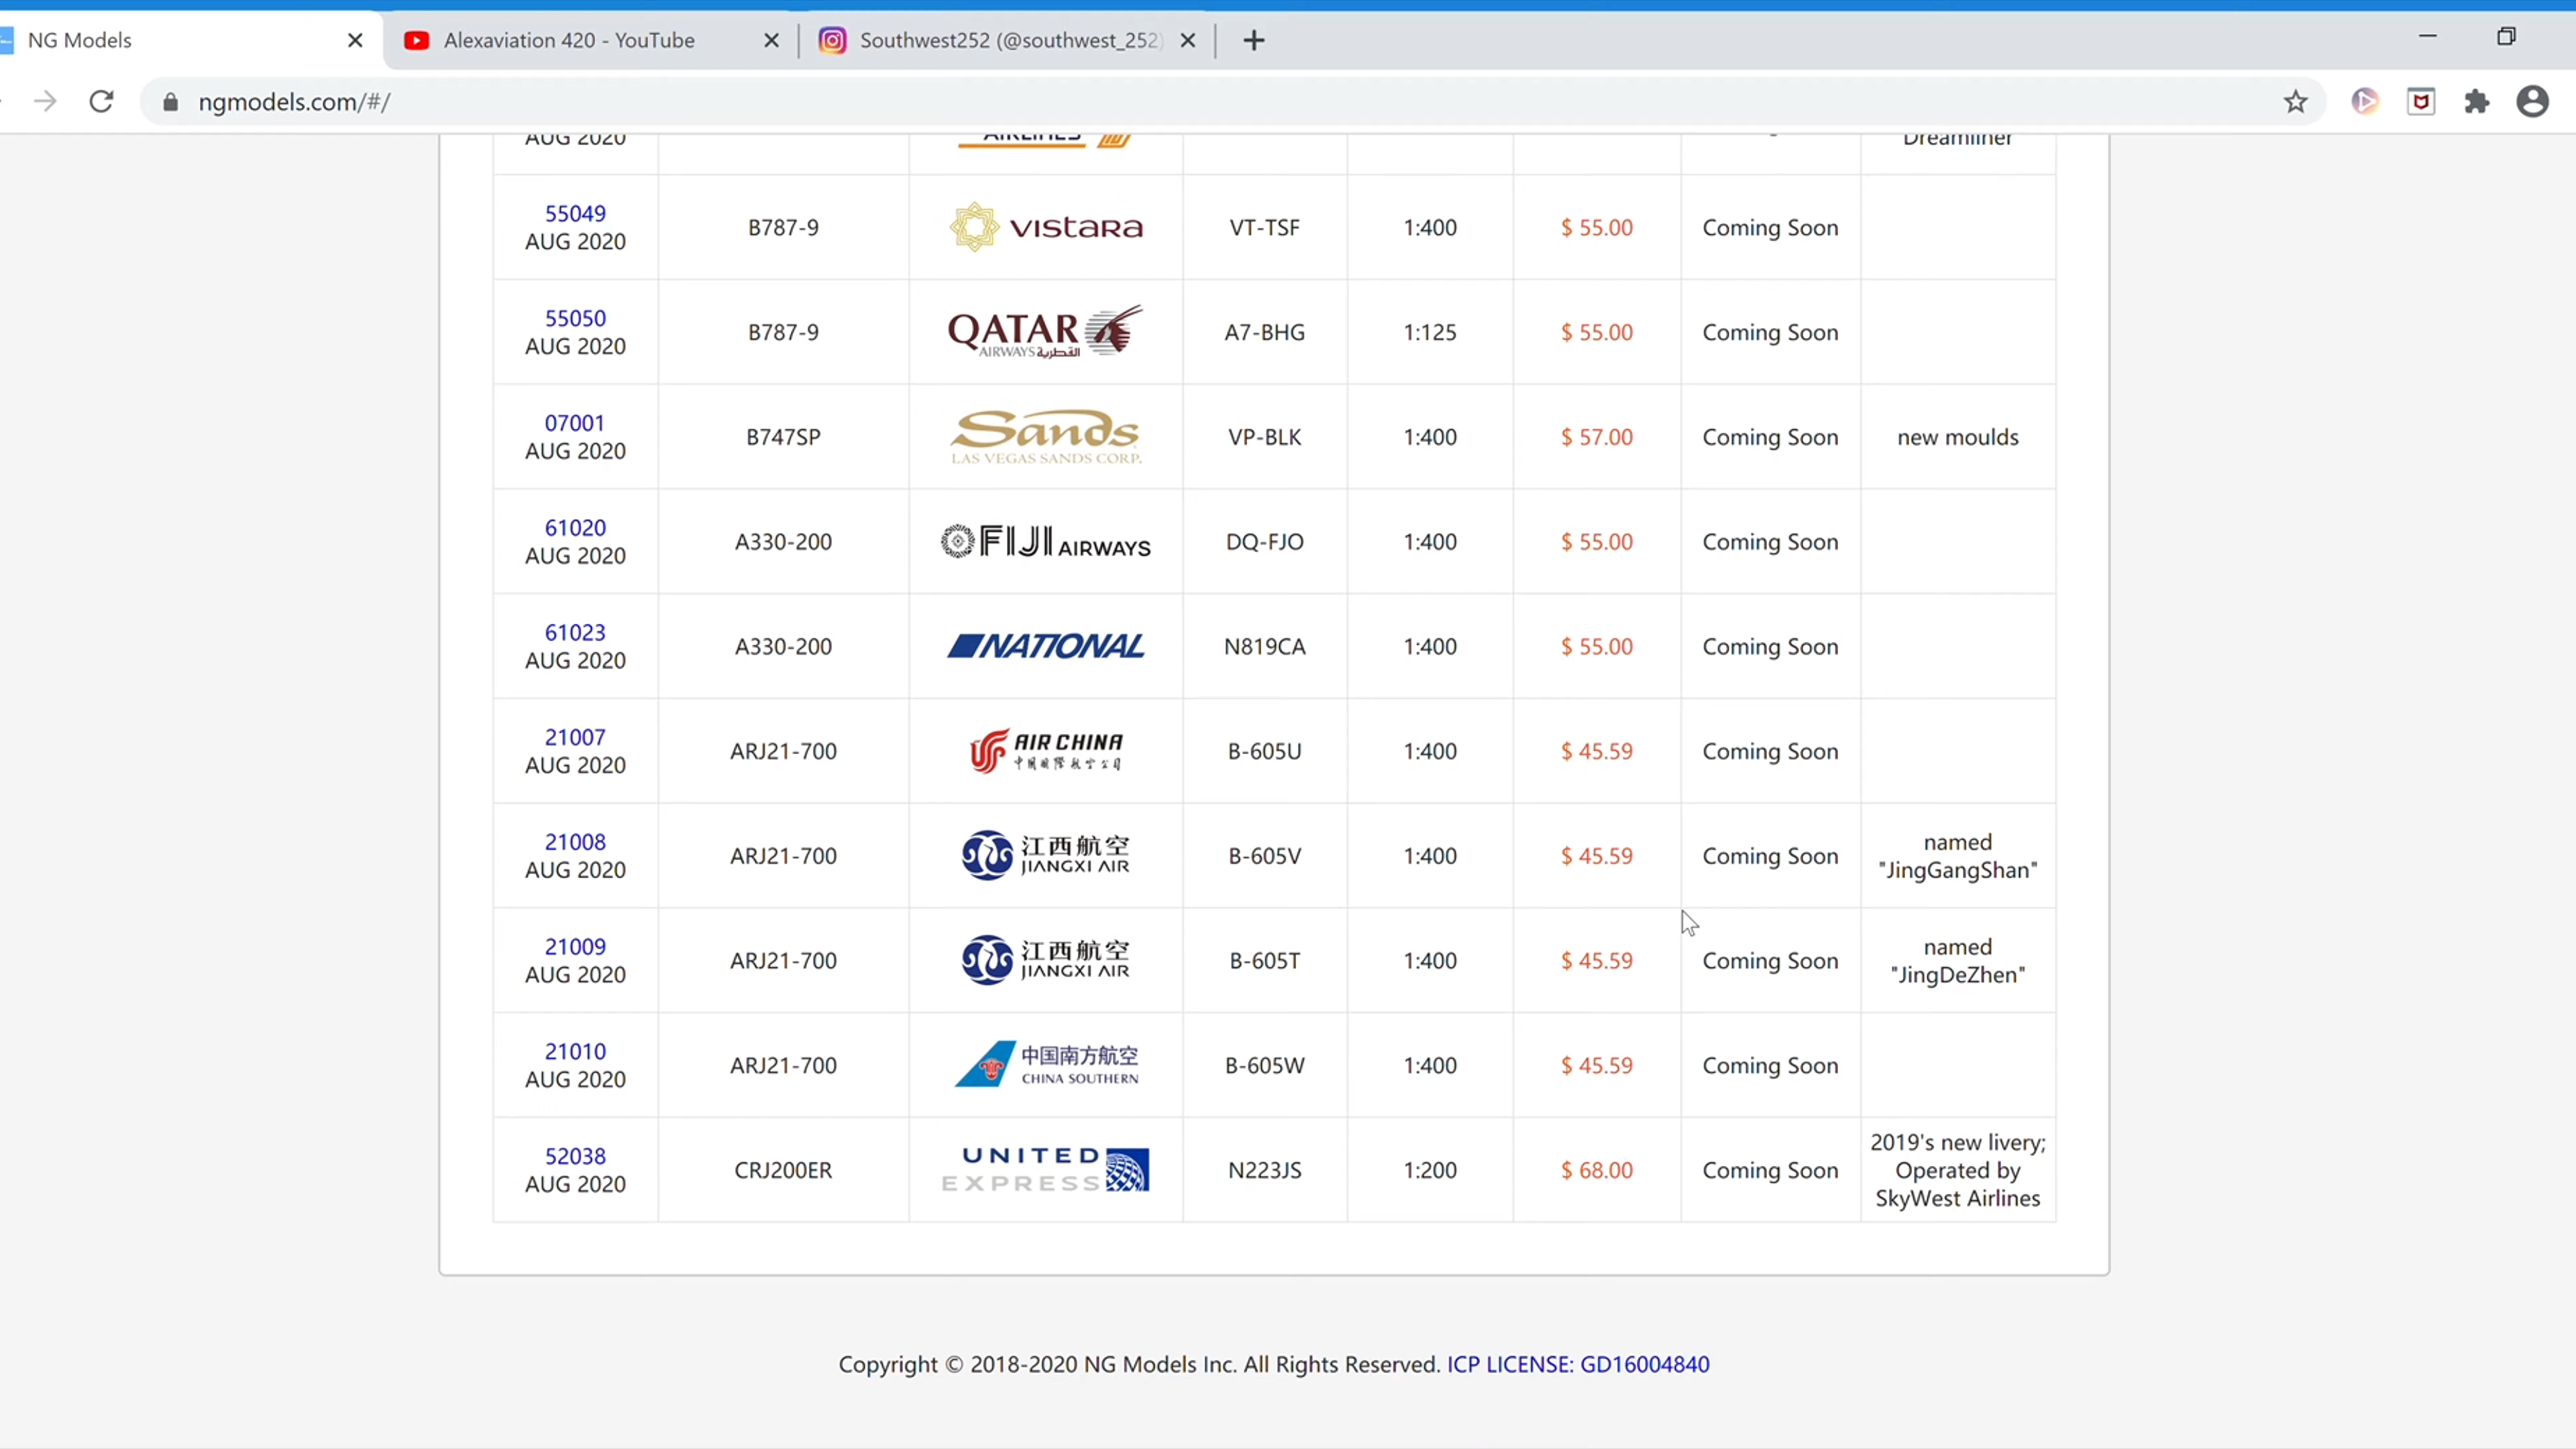 NG Models
Alexaviation 420 - YouTube
Southwest252 (@southwest_252)
ngmodels.com/#/
AUG 2020 AIRLINES Dreamliner
55049
AUG 2020
B787-9 VISTARA VT-TSF 1:400 $ 55.00 Coming Soon
55050
AUG 2020
B787-9 QATAR
AIRWAYS القطرية
A7-BHG 1:125 $ 55.00 Coming Soon
07001
AUG 2020
B747SP Sands
LAS VEGAS SANDS CORP.
VP-BLK 1:400 $ 57.00 Coming Soon new moulds
61020
AUG 2020
A330-200 FIJI AIRWAYS DQ-FJO 1:400 $ 55.00 Coming Soon
61023
AUG 2020
A330-200 NATIONAL N819CA 1:400 $ 55.00 Coming Soon
21007
AUG 2020
ARJ21-700 AIR CHINA
中国国际航空公司
B-605U 1:400 $ 45.59 Coming Soon
21008
AUG 2020
ARJ21-700 江西航空
JIANGXI AIR
B-605V 1:400 $ 45.59 Coming Soon named
"JingGangShan"
21009
AUG 2020
ARJ21-700 江西航空
JIANGXI AIR
B-605T 1:400 $ 45.59 Coming Soon named
"JingDeZhen"
21010
AUG 2020
ARJ21-700 中国南方航空
CHINA SOUTHERN
B-605W 1:400 $ 45.59 Coming Soon
52038
AUG 2020
CRJ200ER UNITED
EXPRESS
N223JS 1:200 $ 68.00 Coming Soon 2019's new livery;
Operated by
SkyWest Airlines
Copyright © 2018-2020 NG Models Inc. All Rights Reserved. ICP LICENSE: GD16004840